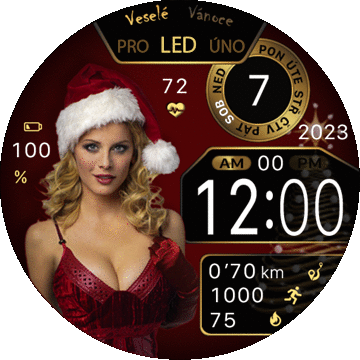 Veselé Vánoce
PRO LED ÚNO
NED PON ÚTE STŘ ČTV PÁT SOB
7
72
2023
100
%
AM 00 PM
12:00
0'70 km
1000
75